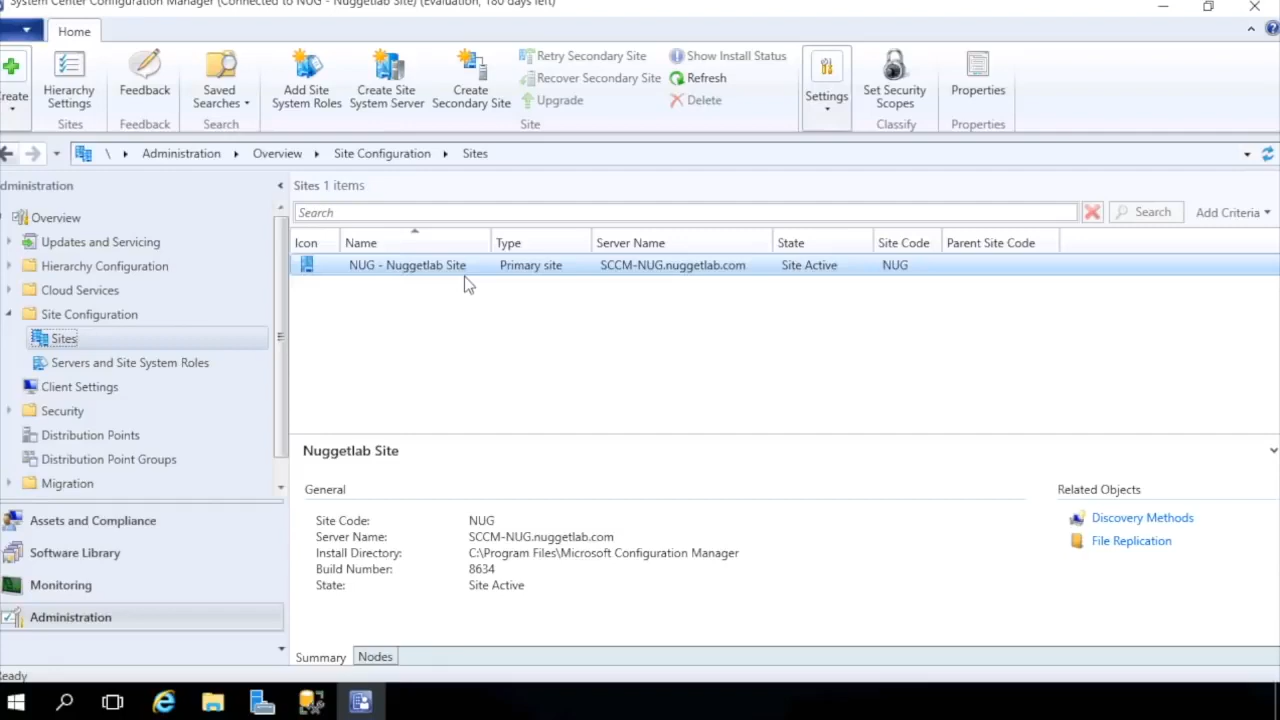 System Center Configuration Manager (Connected to NUG - Nuggetlab Site) (Evaluation, 180 days left)
Home
Hierarchy Settings
Sites
Feedback
Feedback
Saved Searches
Search
Add Site System Roles
Create Site System Server
Create Secondary Site
Retry Secondary Site
Recover Secondary Site
Upgrade
Show Install Status
Refresh
Delete
Site
Settings
Set Security Scopes
Classify
Properties
Properties
reate
\ Administration Overview Site Configuration Sites
dministration
Overview
Updates and Servicing
Hierarchy Configuration
Cloud Services
Site Configuration
Sites
Servers and Site System Roles
Client Settings
Security
Distribution Points
Distribution Point Groups
Migration
Assets and Compliance
Software Library
Monitoring
Administration
Sites 1 items
Search Search Add Criteria
Icon Name Type Server Name State Site Code Parent Site Code
NUG - Nuggetlab Site Primary site SCCM-NUG.nuggetlab.com Site Active NUG
Nuggetlab Site
General
Site Code: NUG
Server Name: SCCM-NUG.nuggetlab.com
Install Directory: C:\Program Files\Microsoft Configuration Manager
Build Number: 8634
State: Site Active
Related Objects
Discovery Methods
File Replication
Summary Nodes
eady